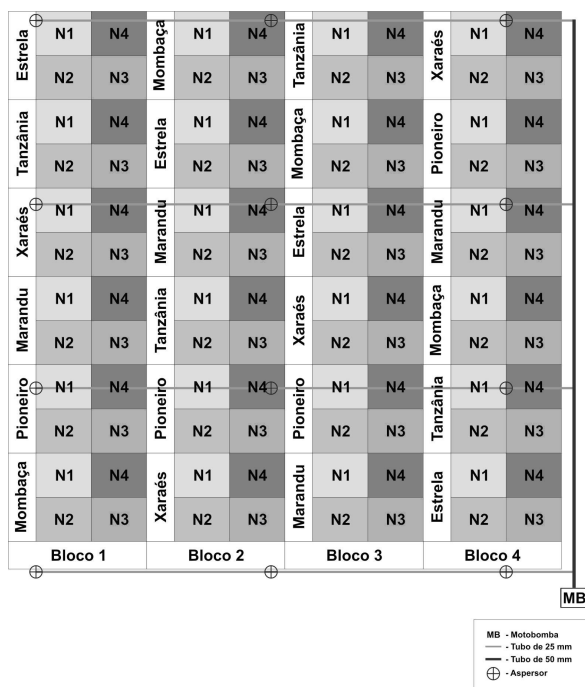 Estrela N1 N4 Mombaça N1 N4 Tanzânia N1 N4 Xaraés N1 N4
N2 N3 N2 N3 N2 N3 N2 N3
Tanzânia N1 N4 Estrela N1 N4 Mombaça N1 N4 Pioneiro N1 N4
N2 N3 N2 N3 N2 N3 N2 N3
Xaraés N1 N4 Marandu N1 N4 Estrela N1 N4 Marandu N1 N4
N2 N3 N2 N3 N2 N3 N2 N3
Marandu N1 N4 Tanzânia N1 N4 Xaraés N1 N4 Mombaça N1 N4
N2 N3 N2 N3 N2 N3 N2 N3
Pioneiro N1 N4 Pioneiro N1 N4 Pioneiro N1 N4 Tanzânia N1 N4
N2 N3 N2 N3 N2 N3 N2 N3
Mombaça N1 N4 Xaraés N1 N4 Marandu N1 N4 Estrela N1 N4
N2 N3 N2 N3 N2 N3 N2 N3
Bloco 1 Bloco 2 Bloco 3 Bloco 4
MB
MB - Motobomba
- Tubo de 25 mm
- Tubo de 50 mm
- Aspersor